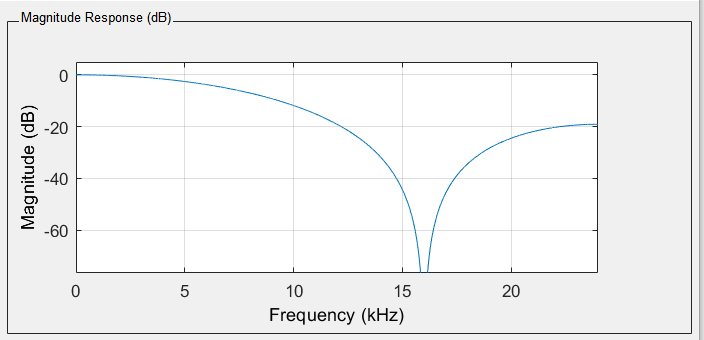 Magnitude Response (dB)
Magnitude (dB)
0
-20
-40
-60
0 5 10 15 20
Frequency (kHz)